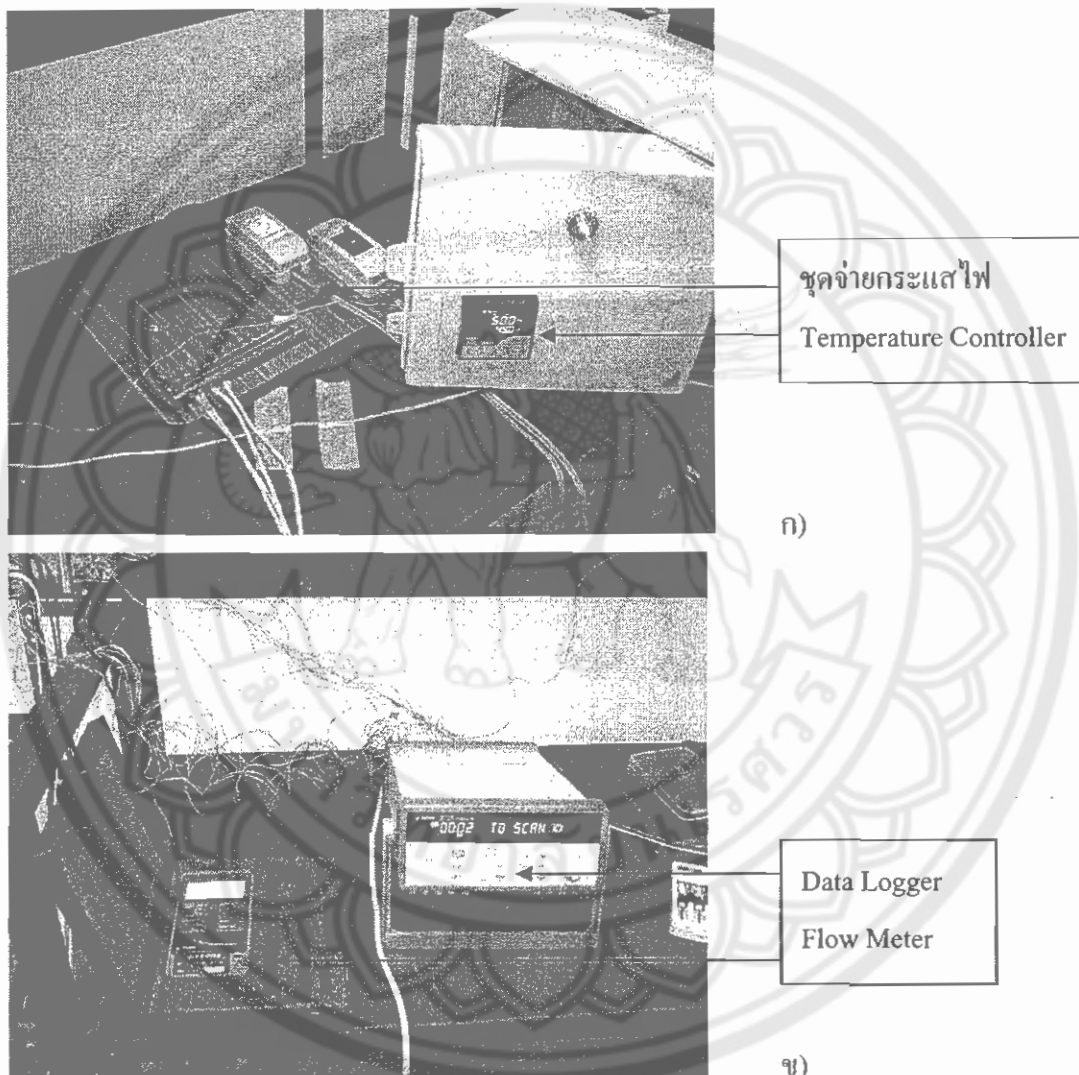 ชุดจ่ายกระแสไฟ
Temperature Controller
ก)
0002 TO SCAN
Data Logger
Flow Meter
ข)